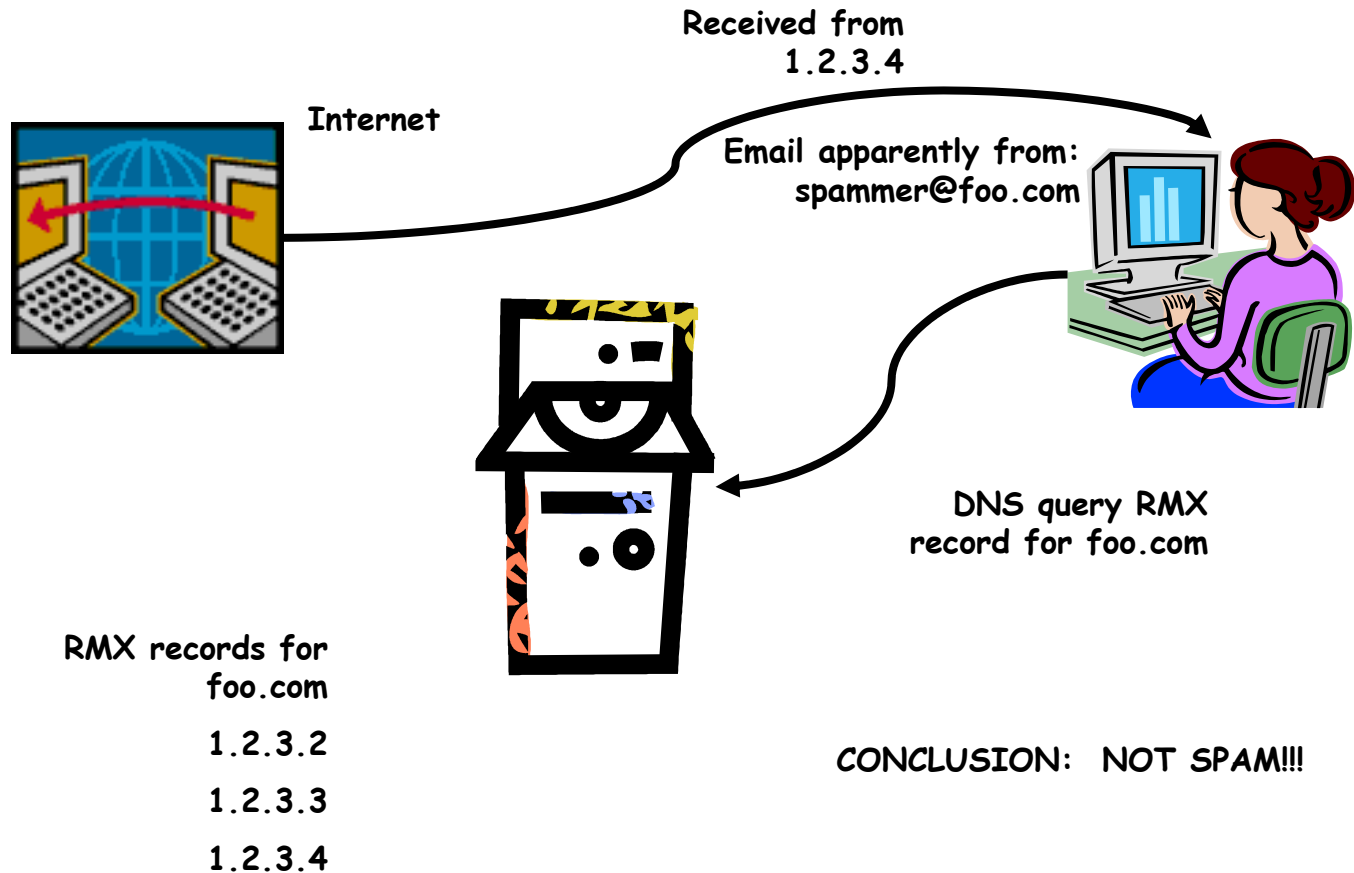 Received from
1.2.3.4
Internet
Email apparently from:
spammer@foo.com
DNS query RMX
record for foo.com
RMX records for
foo.com
1.2.3.2
1.2.3.3
1.2.3.4
CONCLUSION: NOT SPAM!!!